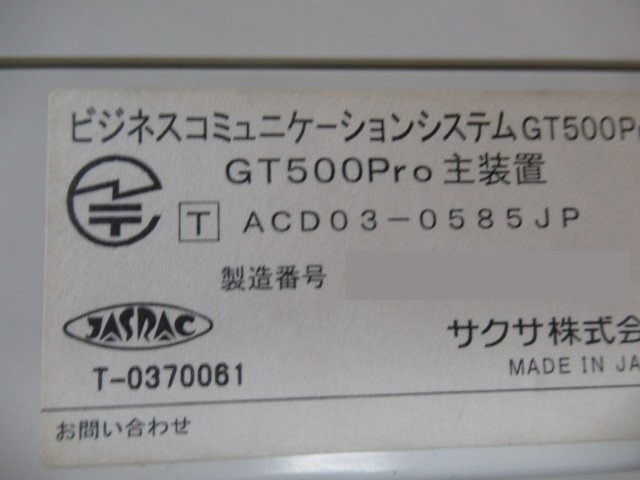 ビジネスコミュニケーションシステムGT500Pr
GT500Pro 主装置
T ACD03-0585JP
製造番号
JASRAC
サクサ株式会
T-0370061
MADE IN JA
お問い合わせ